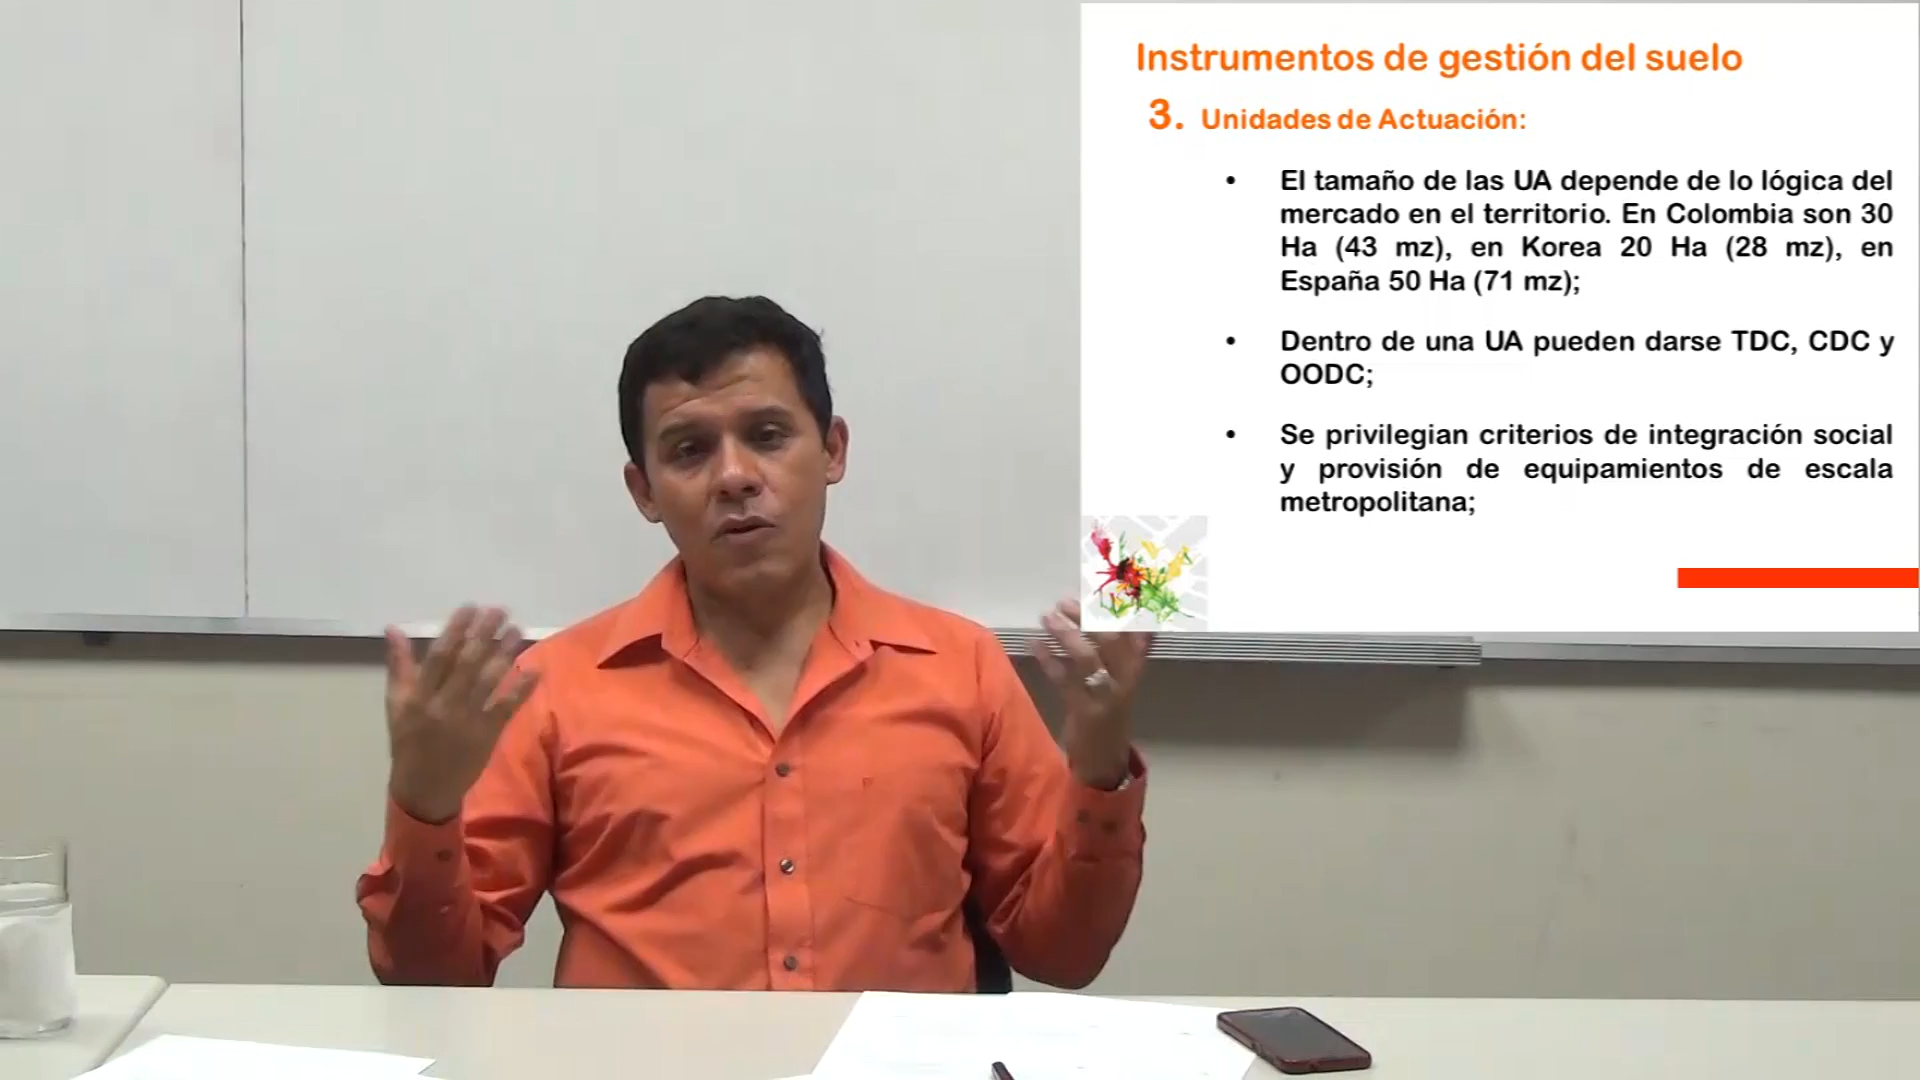 Instrumentos de gestión del suelo
3. Unidades de Actuación:
• El tamaño de las UA depende de lo lógica del
mercado en el territorio. En Colombia son 30
Ha (43 mz), en Korea 20 Ha (28 mz), en
España 50 Ha (71 mz);
• Dentro de una UA pueden darse TDC, CDC y
OODC;
• Se privilegian criterios de integración social
y provisión de equipamientos de escala
metropolitana;